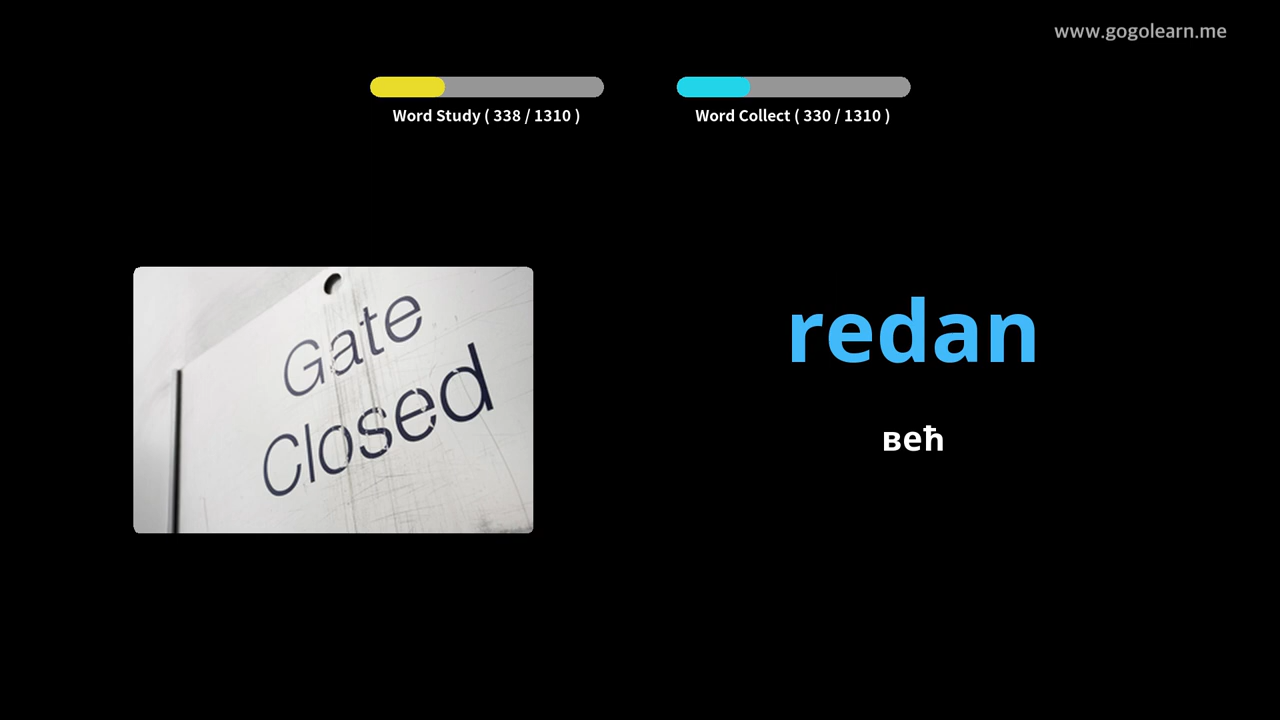 www.gogolearn.me
Word Study ( 338 / 1310 )
Word Collect ( 330 / 1310 )
Gate
Closed
redan
већ